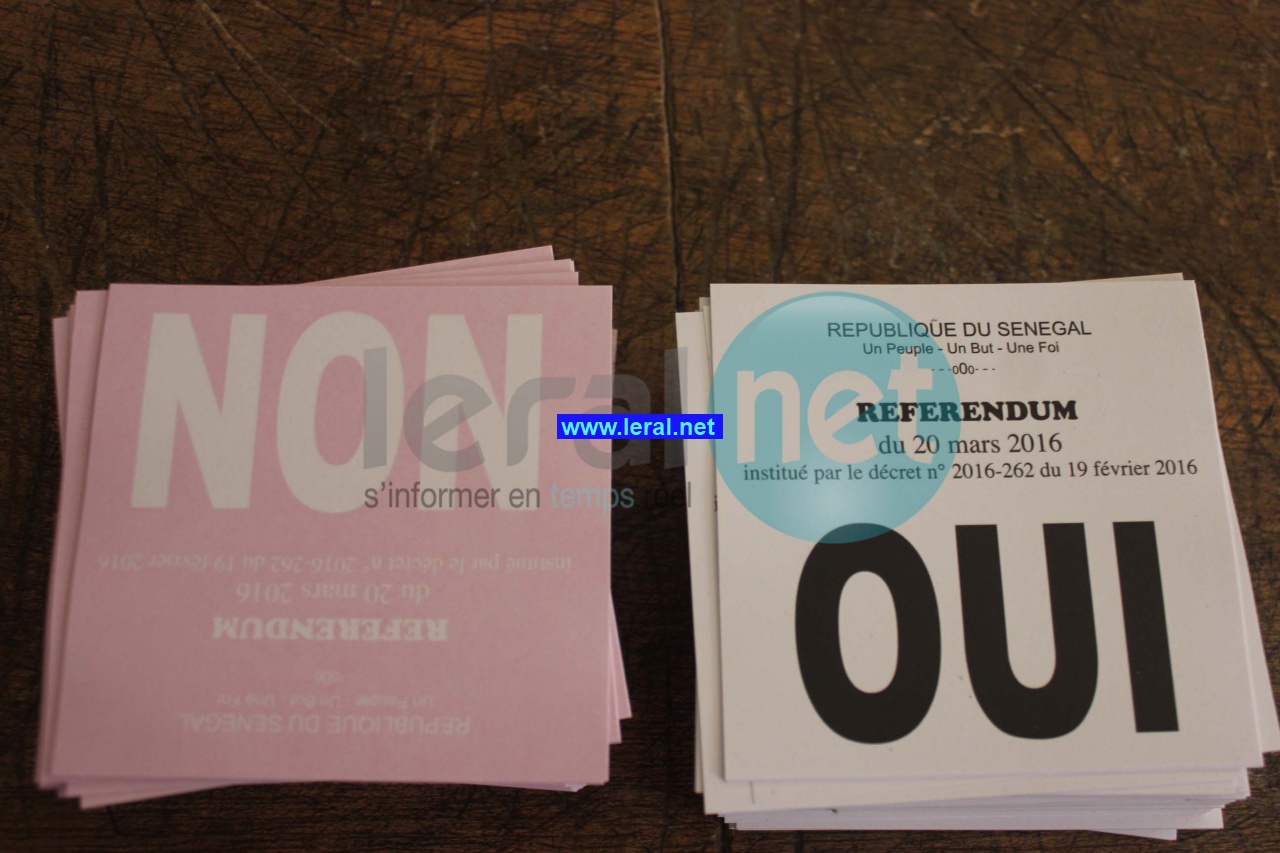 NON
institué par le décret n° 2016-262 du 19 février 2016
du 20 mars 2016
REFERENDUM
o0o
Un Peuple - Un But - Une Foi
REPUBLIQUE DU SENEGAL
leral net
www.leral.net
s'informer en temps réel
REPUBLIQUE DU SENEGAL
Un Peuple - Un But - Une Foi
- - -o0o- - -
REFERENDUM
du 20 mars 2016
institué par le décret n° 2016-262 du 19 février 2016
OUI